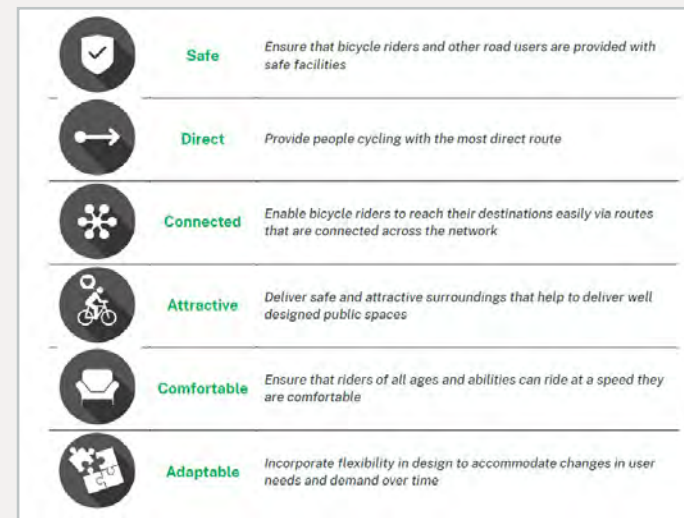 Safe
Ensure that bicycle riders and other road users are provided with
safe facilities
Direct
Provide people cycling with the most direct route
Connected
Enable bicycle riders to reach their destinations easily via routes
that are connected across the network
Attractive
Deliver safe and attractive surroundings that help to deliver well
designed public spaces
Comfortable
Ensure that riders of all ages and abilities can ride at a speed they
are comfortable
Adaptable
Incorporate flexibility in design to accommodate changes in user
needs and demand over time